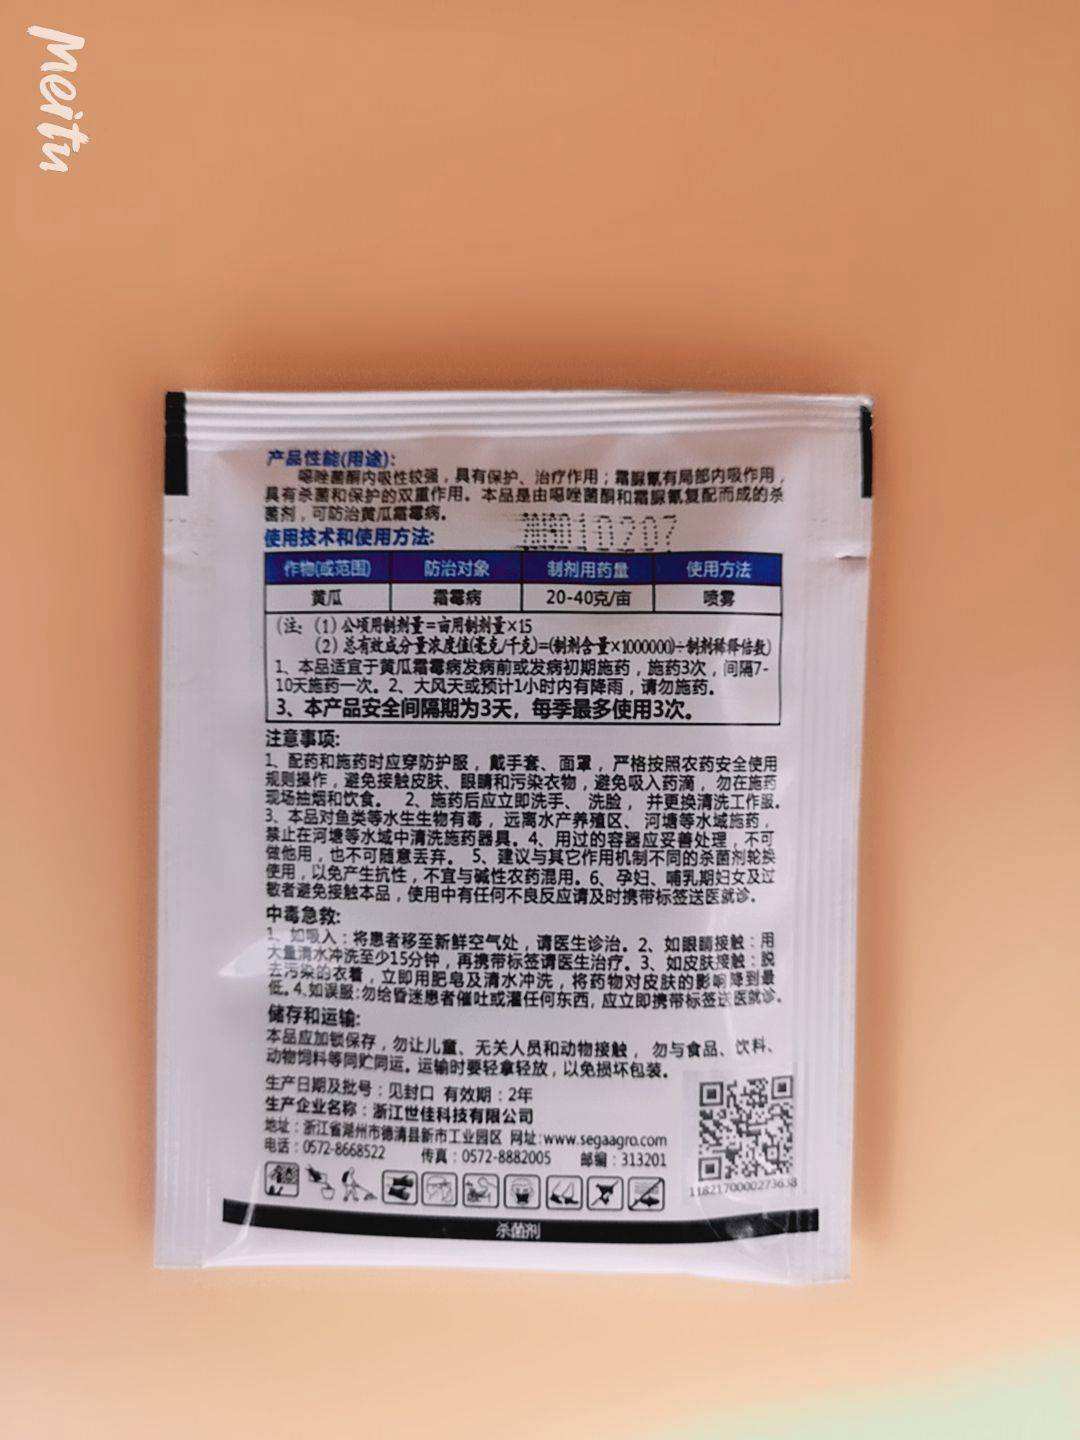 Meitu
产品性能(用途):
噁唑菌酮内吸性较强，具有保护、治疗作用；霜脲氰有局部内吸作用，
具有杀菌和保护的双重作用。本品是由噁唑菌酮和霜脲氰复配而成的杀
菌剂，可防治黄瓜霜霉病。
使用技术和使用方法:
作物(或范围) 防治对象 制剂用药量 使用方法
黄瓜 霜霉病 20-40克/亩 喷雾
(注: (1) 公顷用制剂量=亩用制剂量×15
(2) 总有效成分量浓度值(毫克/千克)=(制剂含量×1000000)÷制剂稀释倍数)
1、本品适宜于黄瓜霜霉病发病前或发病初期施药，施药3次，间隔7-
10天施药一次。2、大风天或预计1小时内有降雨，请勿施药。
3、本产品安全间隔期为3天，每季最多使用3次。
注意事项:
1、配药和施药时应穿防护服，戴手套、面罩，严格按照农药安全使用
规则操作，避免接触皮肤、眼睛和污染衣物，避免吸入药滴，勿在施药
现场抽烟和饮食。 2、施药后应立即洗手、洗脸，并更换清洗工作服。
3、本品对鱼类等水生生物有毒，远离水产养殖区、河塘等水域施药，
禁止在河塘等水域中清洗施药器具。4、用过的容器应妥善处理，不可
做他用，也不可随意丢弃。 5、建议与其它作用机制不同的杀菌剂轮换
使用，以免产生抗性，不宜与碱性农药混用。6、孕妇、哺乳期妇女及过
敏者避免接触本品，使用中有任何不良反应请及时携带标签送医就诊。
中毒急救:
1、如吸入：将患者移至新鲜空气处，请医生诊治。2、如眼睛接触：用
大量清水冲洗至少15分钟，再携带标签请医生治疗。3、如皮肤接触：脱
去污染的衣着，立即用肥皂及清水冲洗，将药物对皮肤的影响降到最
低。4、如误服:勿给昏迷患者催吐或灌任何东西，应立即携带标签送医就诊。
储存和运输:
本品应加锁保存，勿让儿童、无关人员和动物接触，勿与食品、饮料、
动物饲料等同贮同运。运输时要轻拿轻放，以免损坏包装。
生产日期及批号：见封口 有效期：2年
生产企业名称：浙江世佳科技有限公司
地址：浙江省湖州市德清县新市工业园区 网址:www.segaagro.com
电话：0572-8668522 传真：0572-8882005 邮编：313201
1182170000273638
杀菌剂